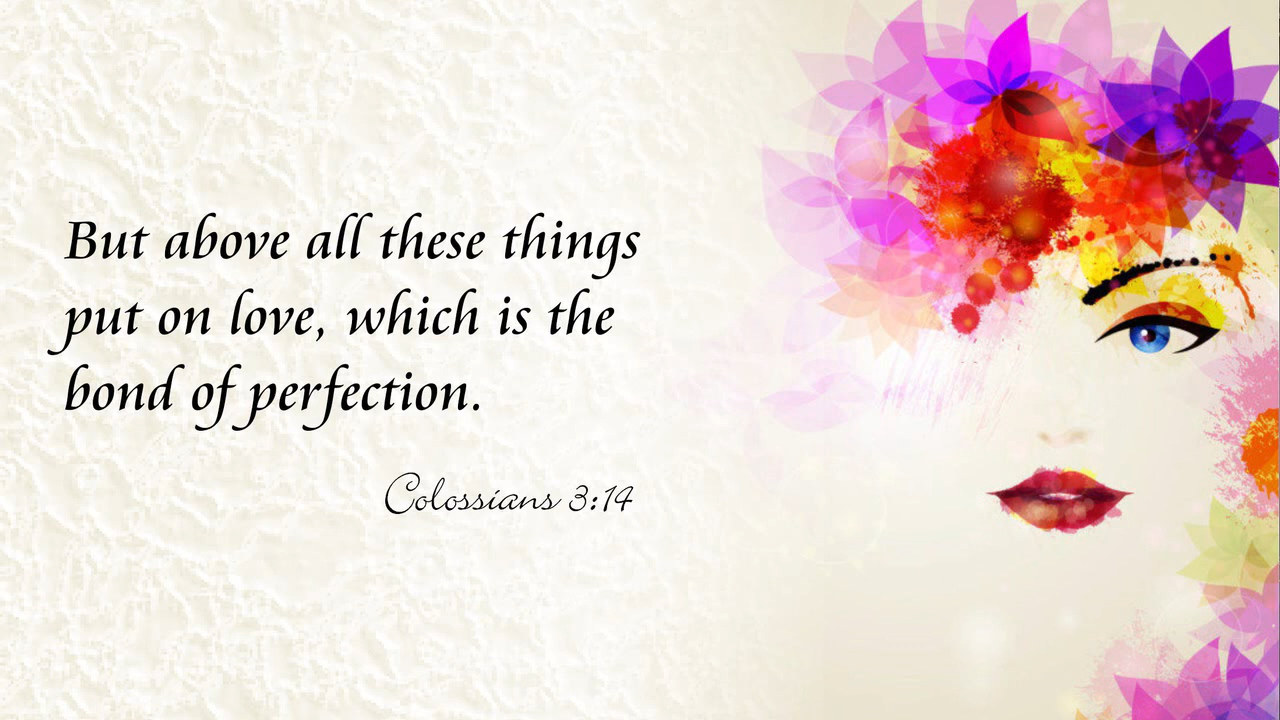 But above all these things
put on love, which is the
bond of perfection.
Colossians 3:14